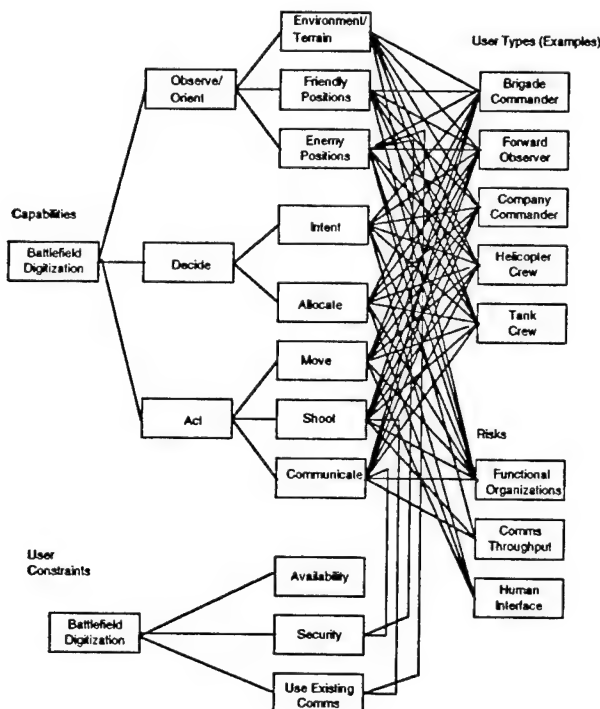 Environment/
Terrain
User Types (Examples)
Observe/
Orient
Friendly
Positions
Brigade
Commander
Enemy
Positions
Forward
Observer
Capabilities
Company
Commander
Intent
Battlefield
Digitization
Decide
Helicopter
Crew
Allocate
Tank
Crew
Move
Act
Shoot
Risks
Communicate
Functional
Organizations
User
Constraints
Comms
Throughput
Availability
Human
Interface
Battlefield
Digitization
Security
Use Existing
Comms